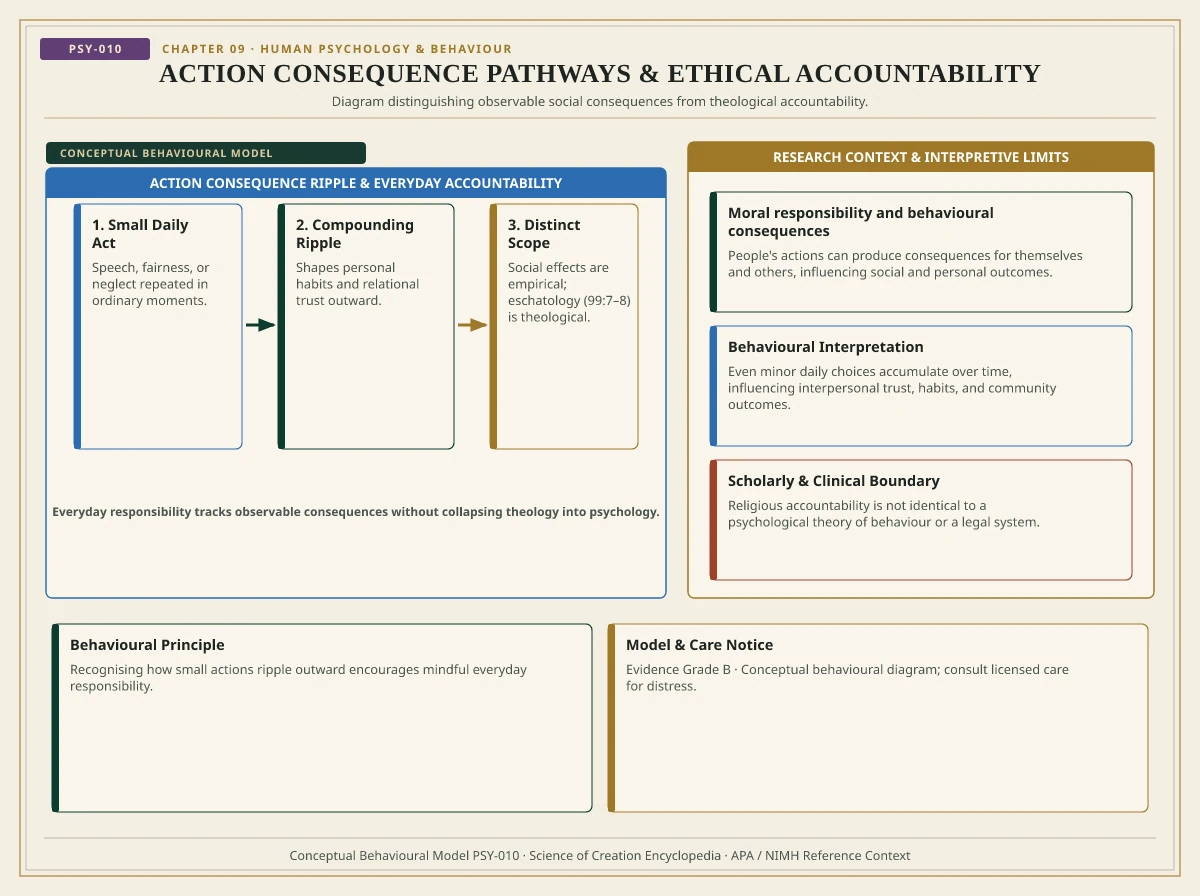 PSY-010
CHAPTER 09 · HUMAN PSYCHOLOGY & BEHAVIOUR
ACTION CONSEQUENCE PATHWAYS & ETHICAL ACCOUNTABILITY
Diagram distinguishing observable social consequences from theological accountability.
CONCEPTUAL BEHAVIOURAL MODEL
ACTION CONSEQUENCE RIPPLE & EVERYDAY ACCOUNTABILITY
1. Small Daily
Act
Speech, fairness, or
neglect repeated in
ordinary moments.
2. Compounding
Ripple
Shapes personal
habits and relational
trust outward.
3. Distinct
Scope
Social effects are
empirical;
eschatology (99:7–8)
is theological.
Everyday responsibility tracks observable consequences without collapsing theology into psychology.
RESEARCH CONTEXT & INTERPRETIVE LIMITS
Moral responsibility and behavioural
consequences
People's actions can produce consequences for themselves
and others, influencing social and personal outcomes.
Behavioural Interpretation
Even minor daily choices accumulate over time,
influencing interpersonal trust, habits, and community
outcomes.
Scholarly & Clinical Boundary
Religious accountability is not identical to a
psychological theory of behaviour or a legal system.
Behavioural Principle
Recognising how small actions ripple outward encourages mindful everyday
responsibility.
Model & Care Notice
Evidence Grade B · Conceptual behavioural diagram; consult licensed care
for distress.
Conceptual Behavioural Model PSY-010 · Science of Creation Encyclopedia · APA / NIMH Reference Context